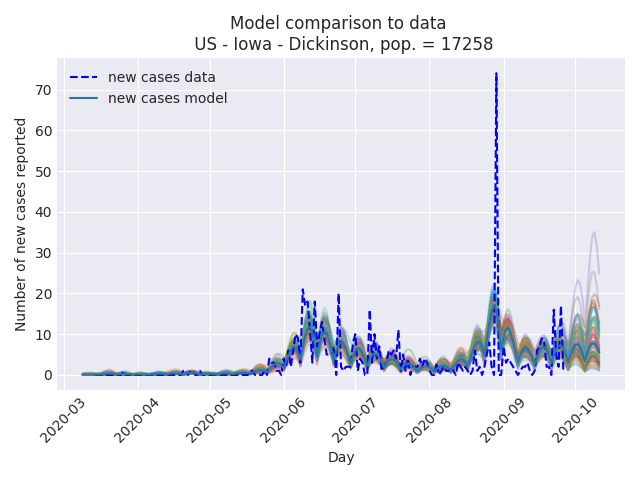 Model comparison to data
US - Iowa - Dickinson, pop. = 17258
new cases data
new cases model
Number of new cases reported
70
60
50
40
30
20
10
0
2020-03
2020-04
2020-05
2020-06
2020-07
2020-08
2020-09
2020-10
Day